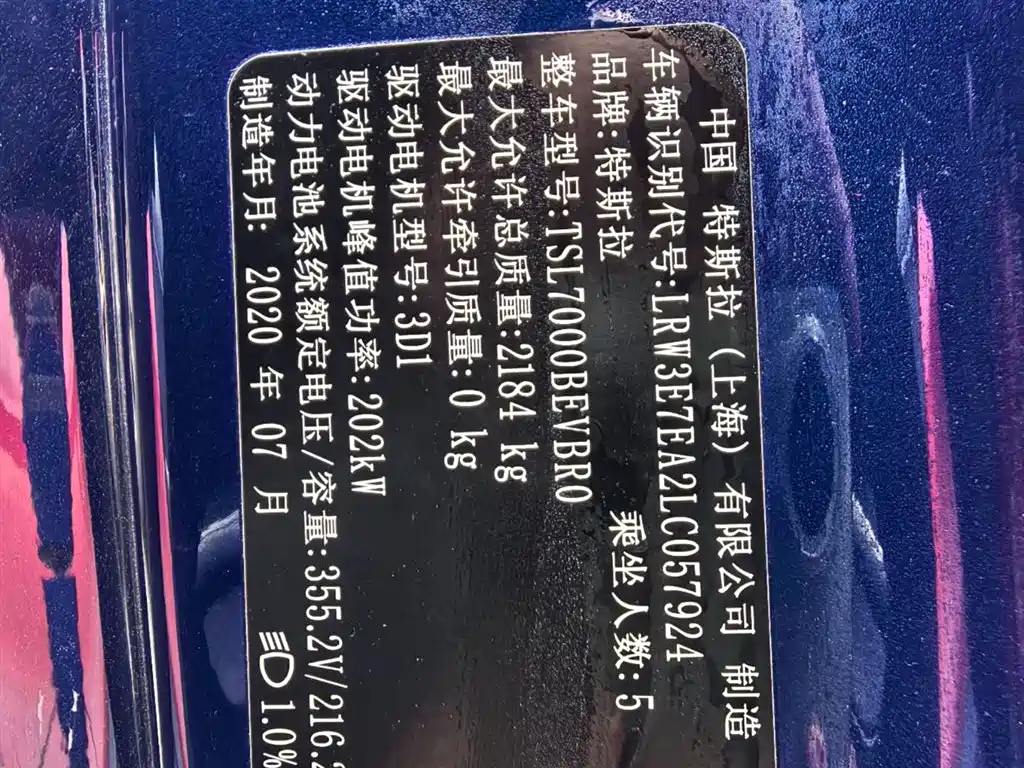 中国 特斯拉(上海)有限公司 制造
车辆识别代号:LRW3E7EA2LC057924
品牌:特斯拉 乘坐人数:5
整车型号:TSL7000BEVBR0
最大允许总质量:2184 kg
最大允许牵引质量:0 kg
驱动电机型号:3D1
驱动电机峰值功率:202kW
动力电池系统额定电压/容量:355.2V/216.2
制造年月: 2020 年 07 月 1.0%